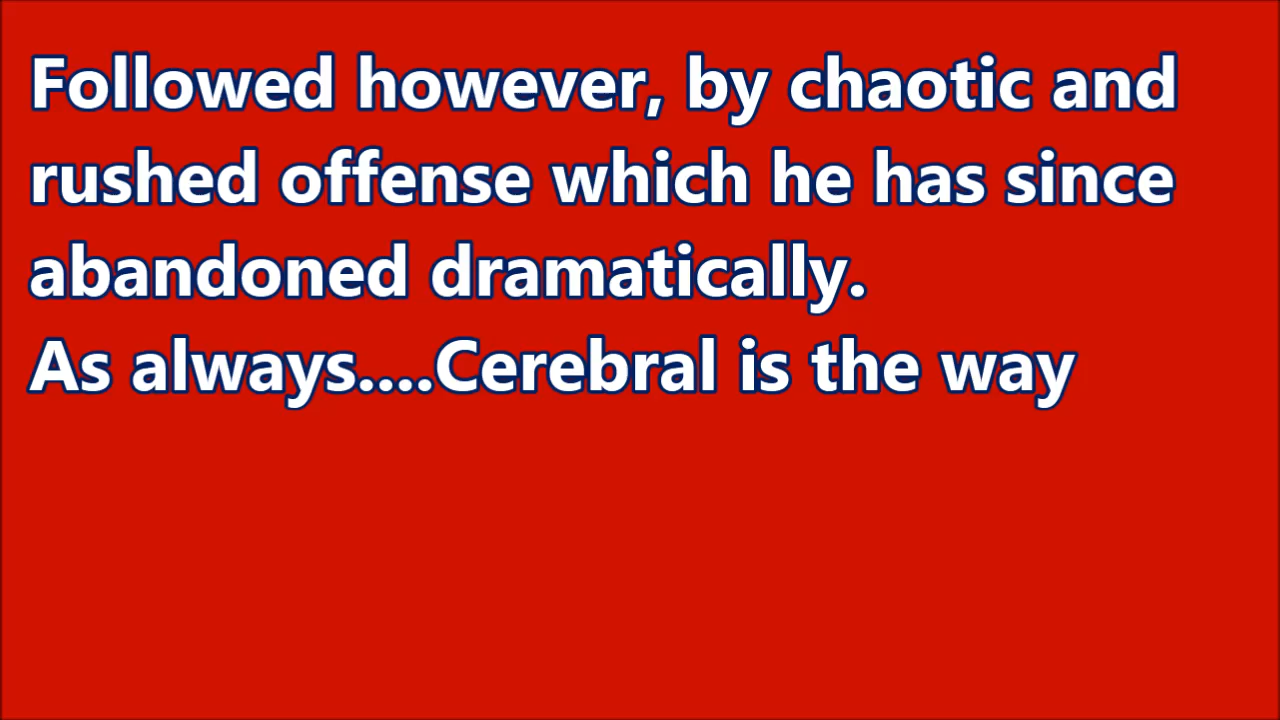 Followed however, by chaotic and
rushed offense which he has since
abandoned dramatically.
As always....Cerebral is the way